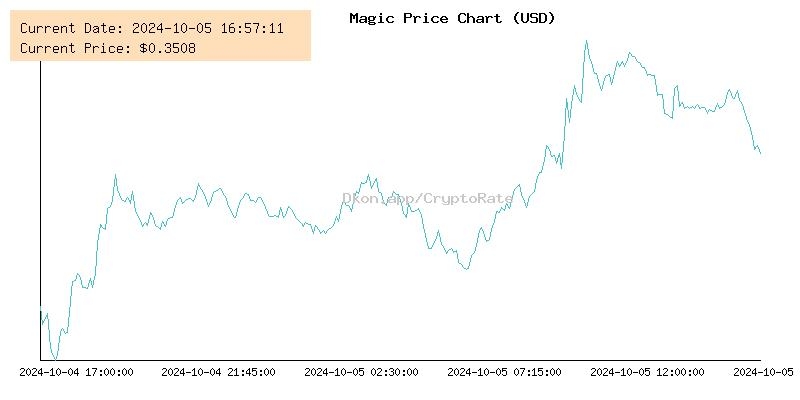 Magic Price Chart (USD)
Current Date: 2024-10-05 16:57:11
Current Price: $0.3508
Dkon.app/CryptoRate
2024-10-04 17:00:00 2024-10-04 21:45:00 2024-10-05 02:30:00 2024-10-05 07:15:00 2024-10-05 12:00:00 2024-10-05